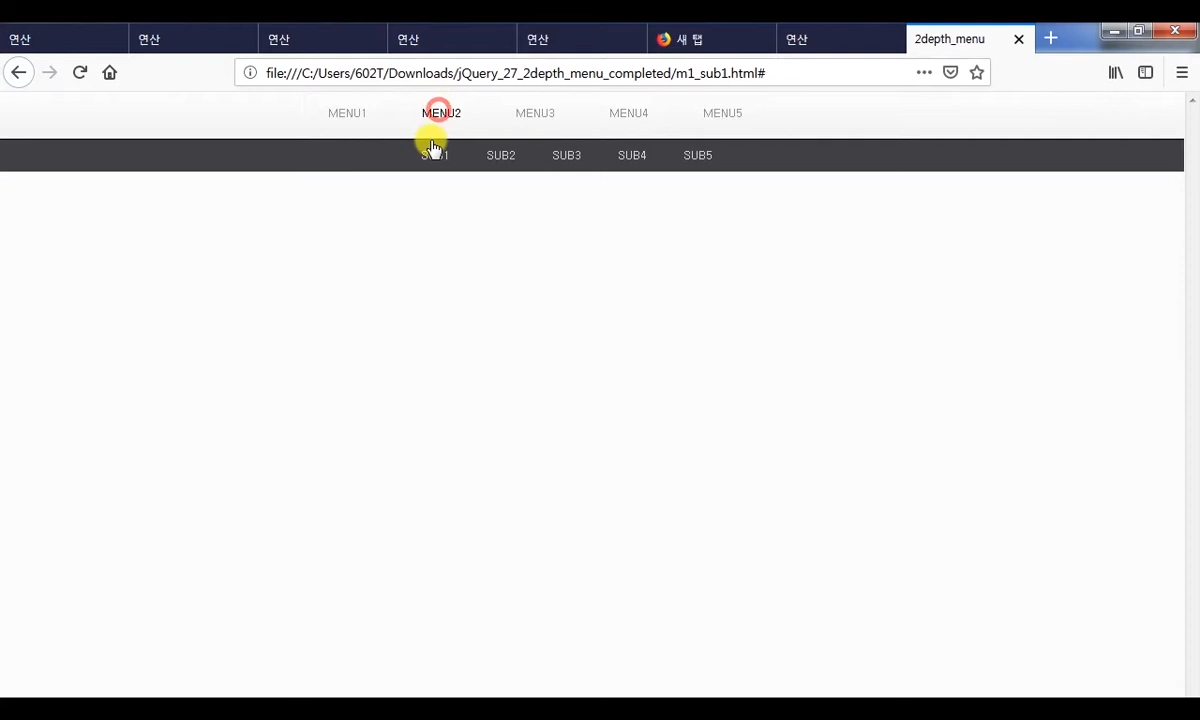 연산 연산 연산 연산 연산 새 탭 연산 2depth_menu
file:///C:/Users/602T/Downloads/jQuery_27_2depth_menu_completed/m1_sub1.html#
MENU1 MENU2 MENU3 MENU4 MENU5
SUB1 SUB2 SUB3 SUB4 SUB5